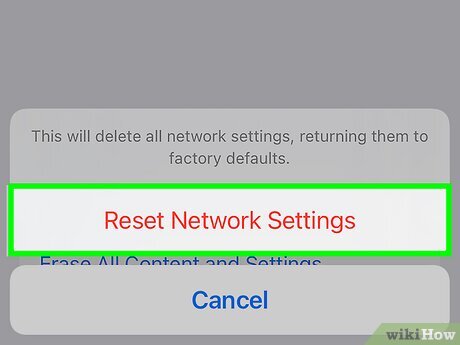 This will delete all network settings, returning them to
factory defaults.
Reset Network Settings
Erase All Content and Settings
Cancel
wikiHow